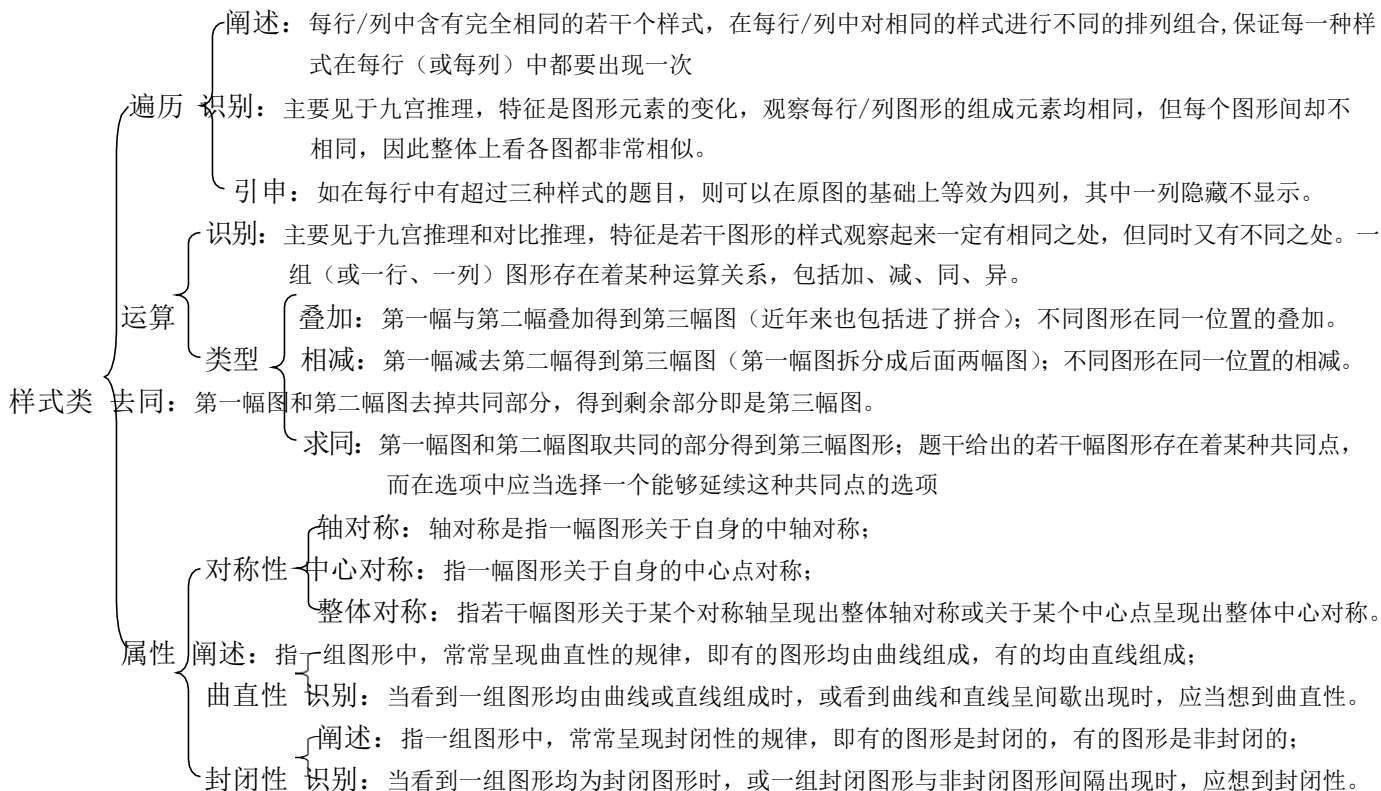 阐述：每行/列中含有完全相同的若干个样式，在每行/列中对相同的样式进行不同的排列组合,保证每一种样
式在每行（或每列）中都要出现一次
遍历 识别：主要见于九宫推理，特征是图形元素的变化，观察每行/列图形的组成元素均相同，但每个图形间却不
相同，因此整体上看各图都非常相似。
引申：如在每行中有超过三种样式的题目，则可以在原图的基础上等效为四列，其中一列隐藏不显示。
识别：主要见于九宫推理和对比推理，特征是若干图形的样式观察起来一定有相同之处，但同时又有不同之处。一
组（或一行、一列）图形存在着某种运算关系，包括加、减、同、异。
运算 叠加：第一幅与第二幅叠加得到第三幅图（近年来也包括进了拼合）；不同图形在同一位置的叠加。
类型 相减：第一幅减去第二幅得到第三幅图（第一幅图拆分成后面两幅图）；不同图形在同一位置的相减。
样式类 去同：第一幅图和第二幅图去掉共同部分，得到剩余部分即是第三幅图。
求同：第一幅图和第二幅图取共同的部分得到第三幅图形；题干给出的若干幅图形存在着某种共同点，
而在选项中应当选择一个能够延续这种共同点的选项
轴对称：轴对称是指一幅图形关于自身的中轴对称；
对称性 中心对称：指一幅图形关于自身的中心点对称；
整体对称：指若干幅图形关于某个对称轴呈现出整体轴对称或关于某个中心点呈现出整体中心对称。
属性 阐述：指一组图形中，常常呈现曲直性的规律，即有的图形均由曲线组成，有的均由直线组成；
曲直性 识别：当看到一组图形均由曲线或直线组成时，或看到曲线和直线呈间歇出现时，应当想到曲直性。
阐述：指一组图形中，常常呈现封闭性的规律，即有的图形是封闭的，有的图形是非封闭的；
封闭性 识别：当看到一组图形均为封闭图形时，或一组封闭图形与非封闭图形间隔出现时，应想到封闭性。